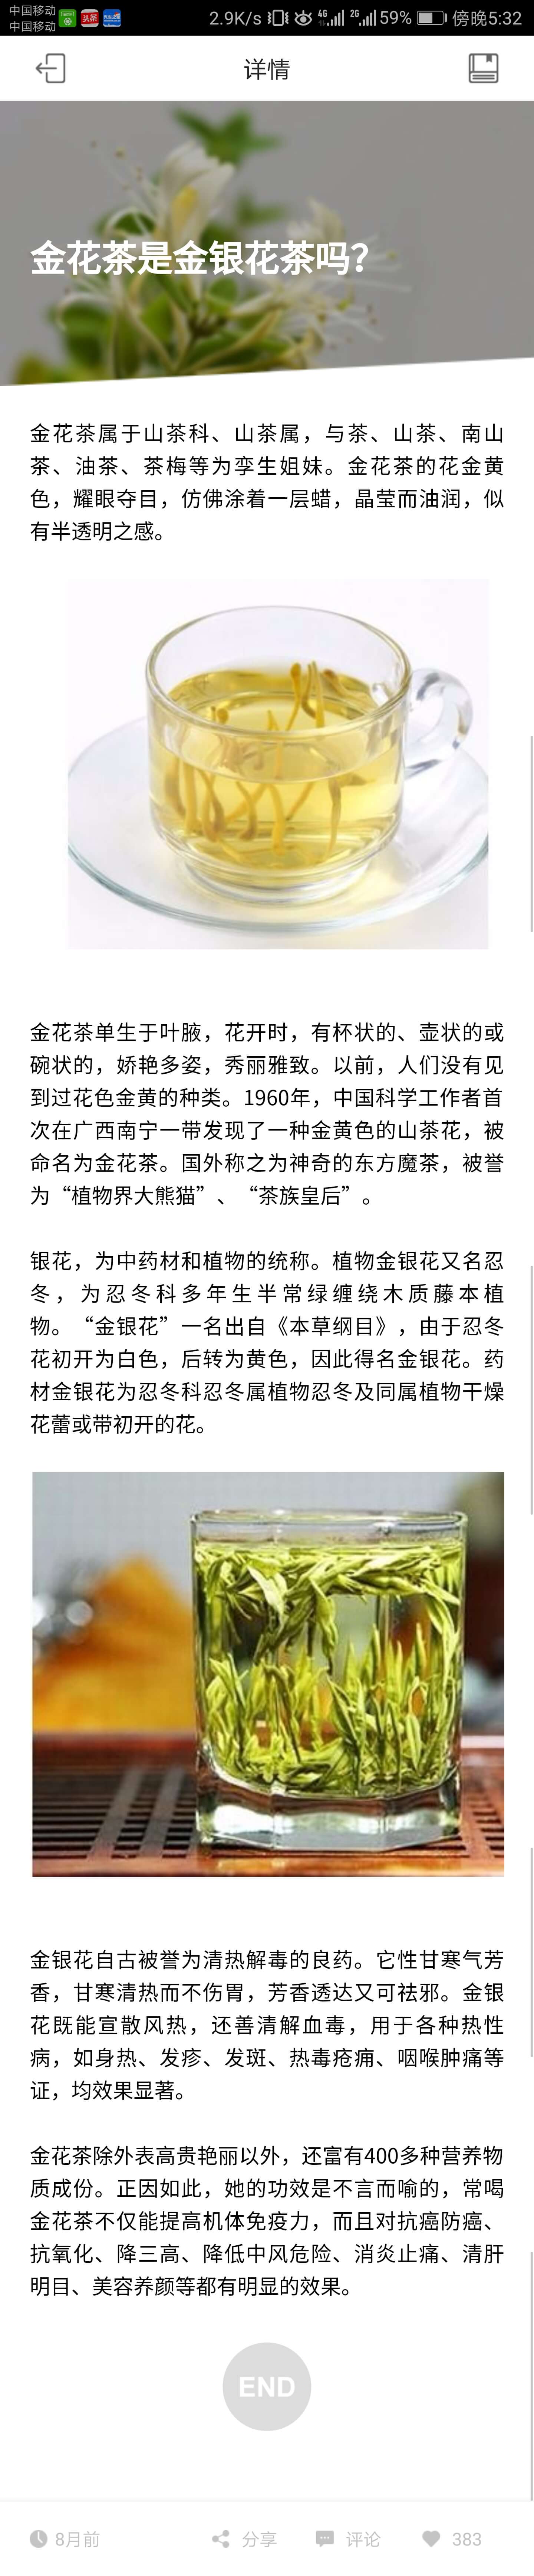 中国移动
中国移动
2.9K/s 4G 2G 59% 傍晚5:32
详情
金花茶是金银花茶吗?
金花茶属于山茶科、山茶属，与茶、山茶、南山
茶、油茶、茶梅等为孪生姐妹。金花茶的花金黄
色，耀眼夺目，仿佛涂着一层蜡，晶莹而油润，似
有半透明之感。
金花茶单生于叶腋，花开时，有杯状的、壶状的或
碗状的，娇艳多姿，秀丽雅致。以前，人们没有见
到过花色金黄的种类。1960年，中国科学工作者首
次在广西南宁一带发现了一种金黄色的山茶花，被
命名为金花茶。国外称之为神奇的东方魔茶，被誉
为“植物界大熊猫”、“茶族皇后”。
银花，为中药材和植物的统称。植物金银花又名忍
冬，为忍冬科多年生半常绿缠绕木质藤本植
物。“金银花”一名出自《本草纲目》，由于忍冬
花初开为白色，后转为黄色，因此得名金银花。药
材金银花为忍冬科忍冬属植物忍冬及同属植物干燥
花蕾或带初开的花。
金银花自古被誉为清热解毒的良药。它性甘寒气芳
香，甘寒清热而不伤胃，芳香透达又可祛邪。金银
花既能宣散风热，还善清解血毒，用于各种热性
病，如身热、发疹、发斑、热毒疮痈、咽喉肿痛等
证，均效果显著。
金花茶除外表高贵艳丽以外，还富有400多种营养物
质成份。正因如此，她的功效是不言而喻的，常喝
金花茶不仅能提高机体免疫力，而且对抗癌防癌、
抗氧化、降三高、降低中风危险、消炎止痛、清肝
明目、美容养颜等都有明显的效果。
END
8月前 分享 评论 383